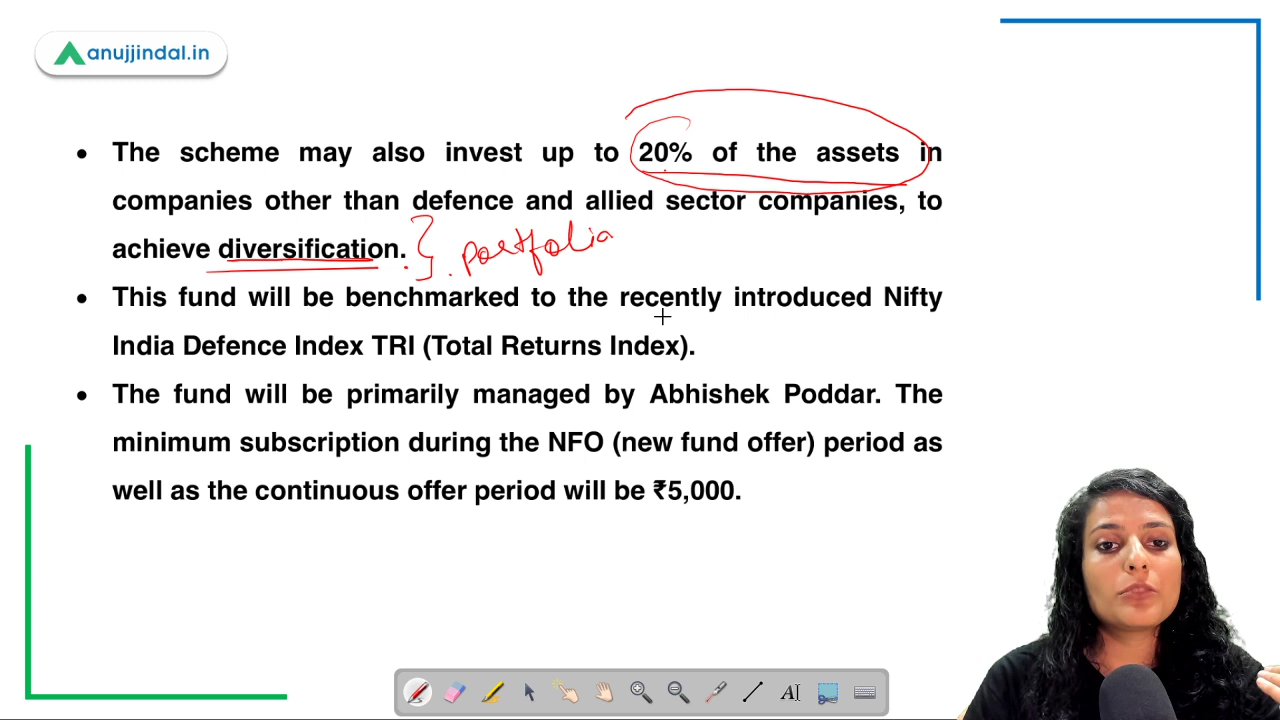 anujjindal.in
• The scheme may also invest up to 20% of the assets in
companies other than defence and allied sector companies, to
achieve diversification. } portfolia
• This fund will be benchmarked to the recently introduced Nifty
India Defence Index TRI (Total Returns Index).
• The fund will be primarily managed by Abhishek Poddar. The
minimum subscription during the NFO (new fund offer) period as
well as the continuous offer period will be ₹5,000.
AI